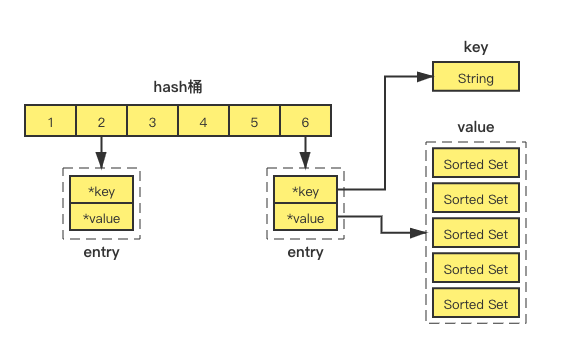 key
String
hash桶
1 2 3 4 5 6
value
Sorted Set
*key
*value
entry
*key
*value
entry
Sorted Set
Sorted Set
Sorted Set
Sorted Set